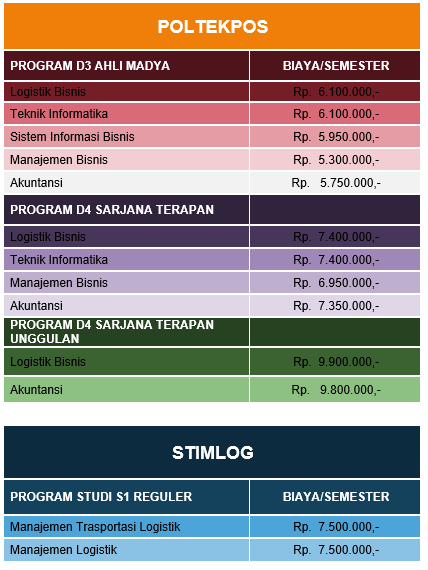 POLTEKPOS
PROGRAM D3 AHLI MADYA BIAYA/SEMESTER
Logistik Bisnis Rp. 6.100.000,-
Teknik Informatika Rp. 6.100.000,-
Sistem Informasi Bisnis Rp. 5.950.000,-
Manajemen Bisnis Rp. 5.300.000,-
Akuntansi Rp. 5.750.000,-
PROGRAM D4 SARJANA TERAPAN
Logistik Bisnis Rp. 7.400.000,-
Teknik Informatika Rp. 7.400.000,-
Manajemen Bisnis Rp. 6.950.000,-
Akuntansi Rp. 7.350.000,-
PROGRAM D4 SARJANA TERAPAN
UNGGULAN
Logistik Bisnis Rp. 9.900.000,-
Akuntansi Rp. 9.800.000,-
STIMLOG
PROGRAM STUDI S1 REGULER BIAYA/SEMESTER
Manajemen Trasportasi Logistik Rp. 7.500.000,-
Manajemen Logistik Rp. 7.500.000,-